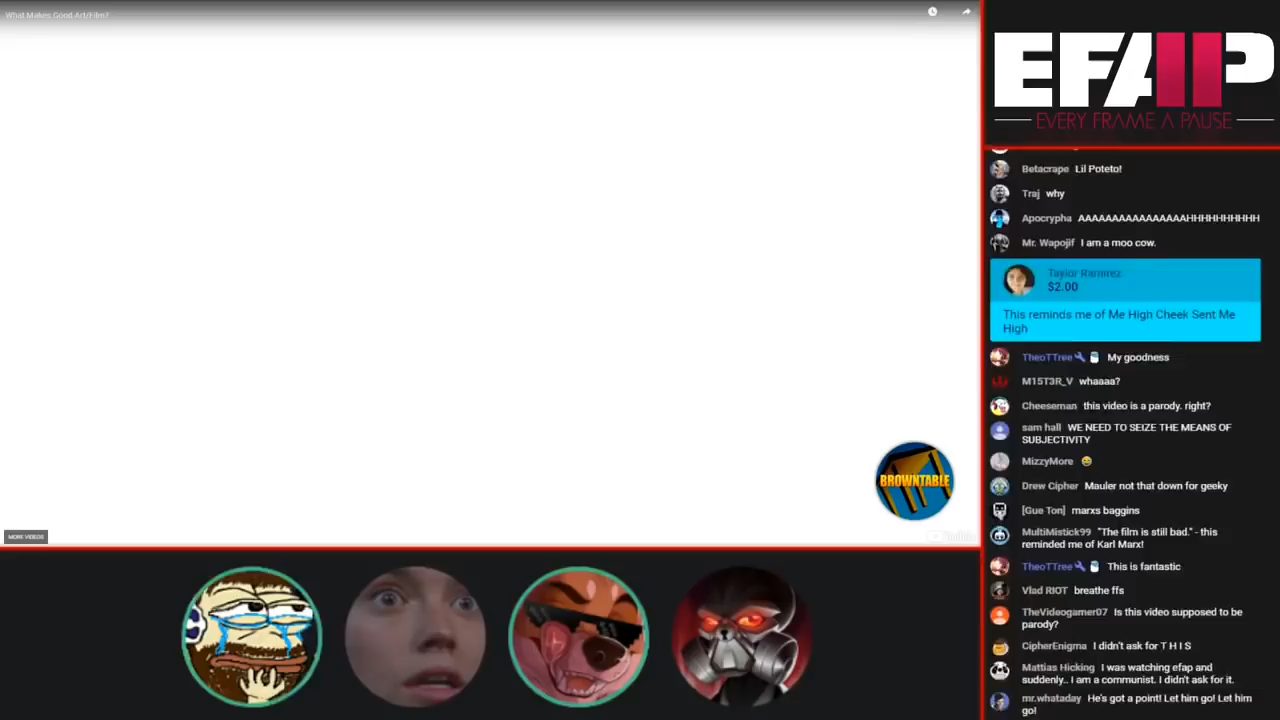 What Makes Good Art/Film?
BROWNTABLE
MORE VIDEOS
YouTube
EFAP
EVERY FRAME A PAUSE
Betacrape Lil Poteto!
Traj why
Apocrypha AAAAAAAAAAAAAAAAHHHHHHHHHH
Mr. Wapojif I am a moo cow.
Taylor Ramirez
$2.00
This reminds me of Me High Cheek Sent Me
High
TheoTTree My goodness
M15T3R_V whaaaa?
Cheeseman this video is a parody. right?
sam hall WE NEED TO SEIZE THE MEANS OF
SUBJECTIVITY
MizzyMore
Drew Cipher Mauler not that down for geeky
[Gue Ton] marxs baggins
MultiMistick99 "The film is still bad." - this
reminded me of Karl Marx!
TheoTTree This is fantastic
Vlad RIOT breathe ffs
TheVideogamer07 Is this video supposed to be
parody?
CipherEnigma I didn't ask for T H I S
Mattias Hicking I was watching efap and
suddenly.. I am a communist. I didn't ask for it.
mr.whataday He's got a point! Let him go! Let him
go!